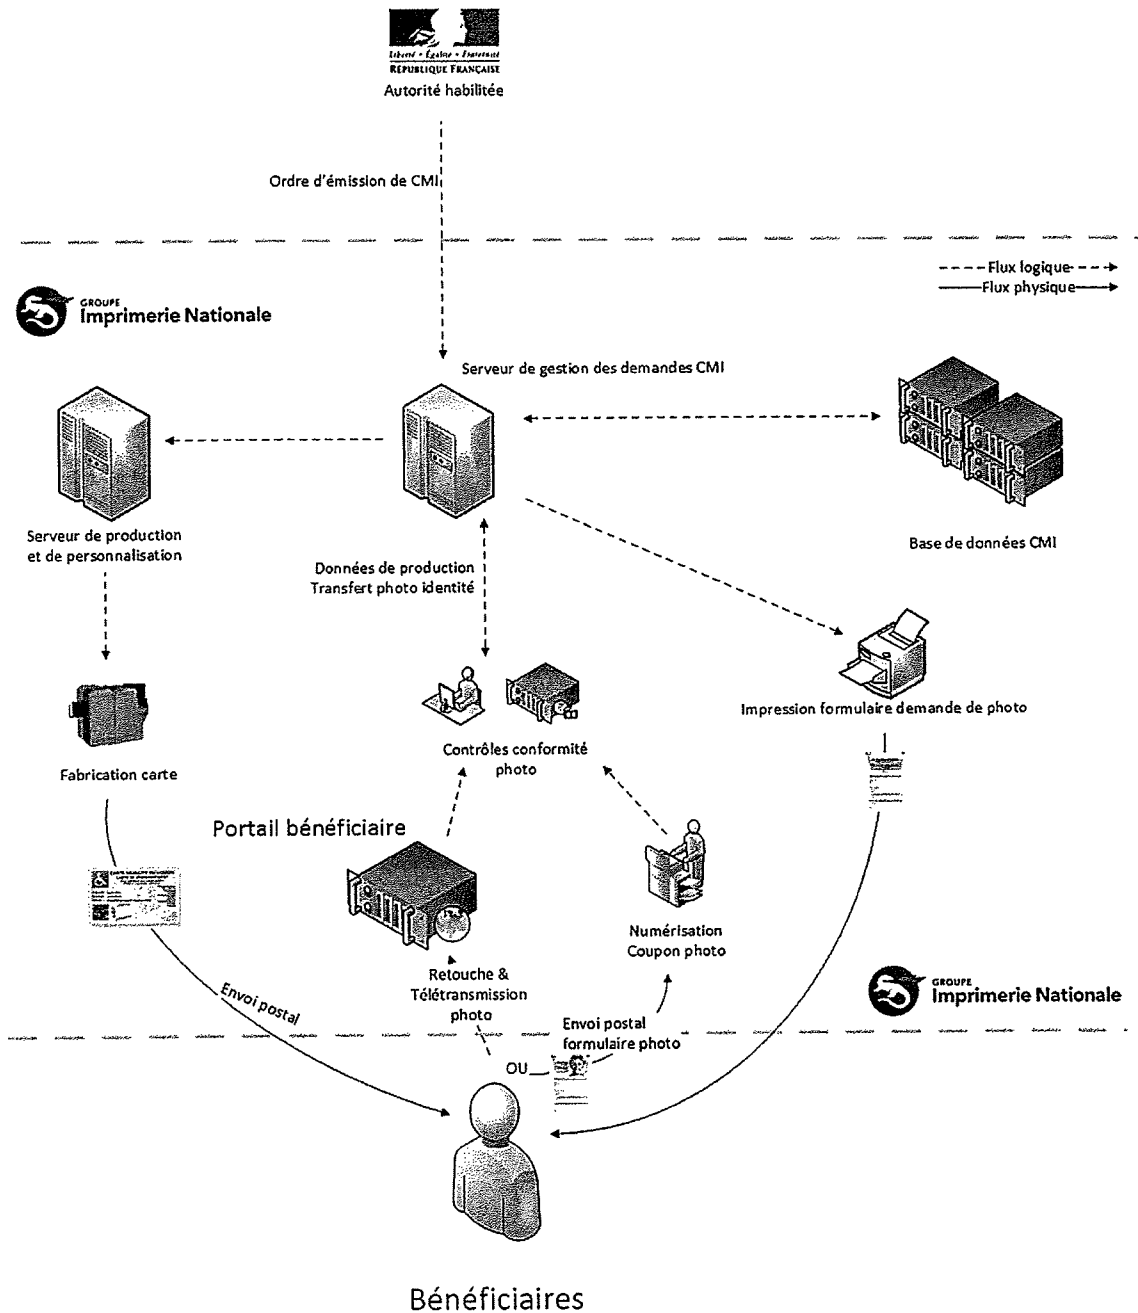 Liberté • Égalité • Fraternité
RÉPUBLIQUE FRANÇAISE
Autorité habilitée
Ordre d'émission de CMI
Flux logique
Flux physique
GROUPE
Imprimerie Nationale
Serveur de gestion des demandes CMI
Serveur de production
et de personnalisation
Base de données CMI
Données de production
Transfert photo identité
Impression formulaire demande de photo
Contrôles conformité
photo
Fabrication carte
Portail bénéficiaire
Numérisation
Coupon photo
Retouche &
Télétransmission
photo
Envoi postal
GROUPE
Imprimerie Nationale
Envoi postal
formulaire photo
OU
Bénéficiaires